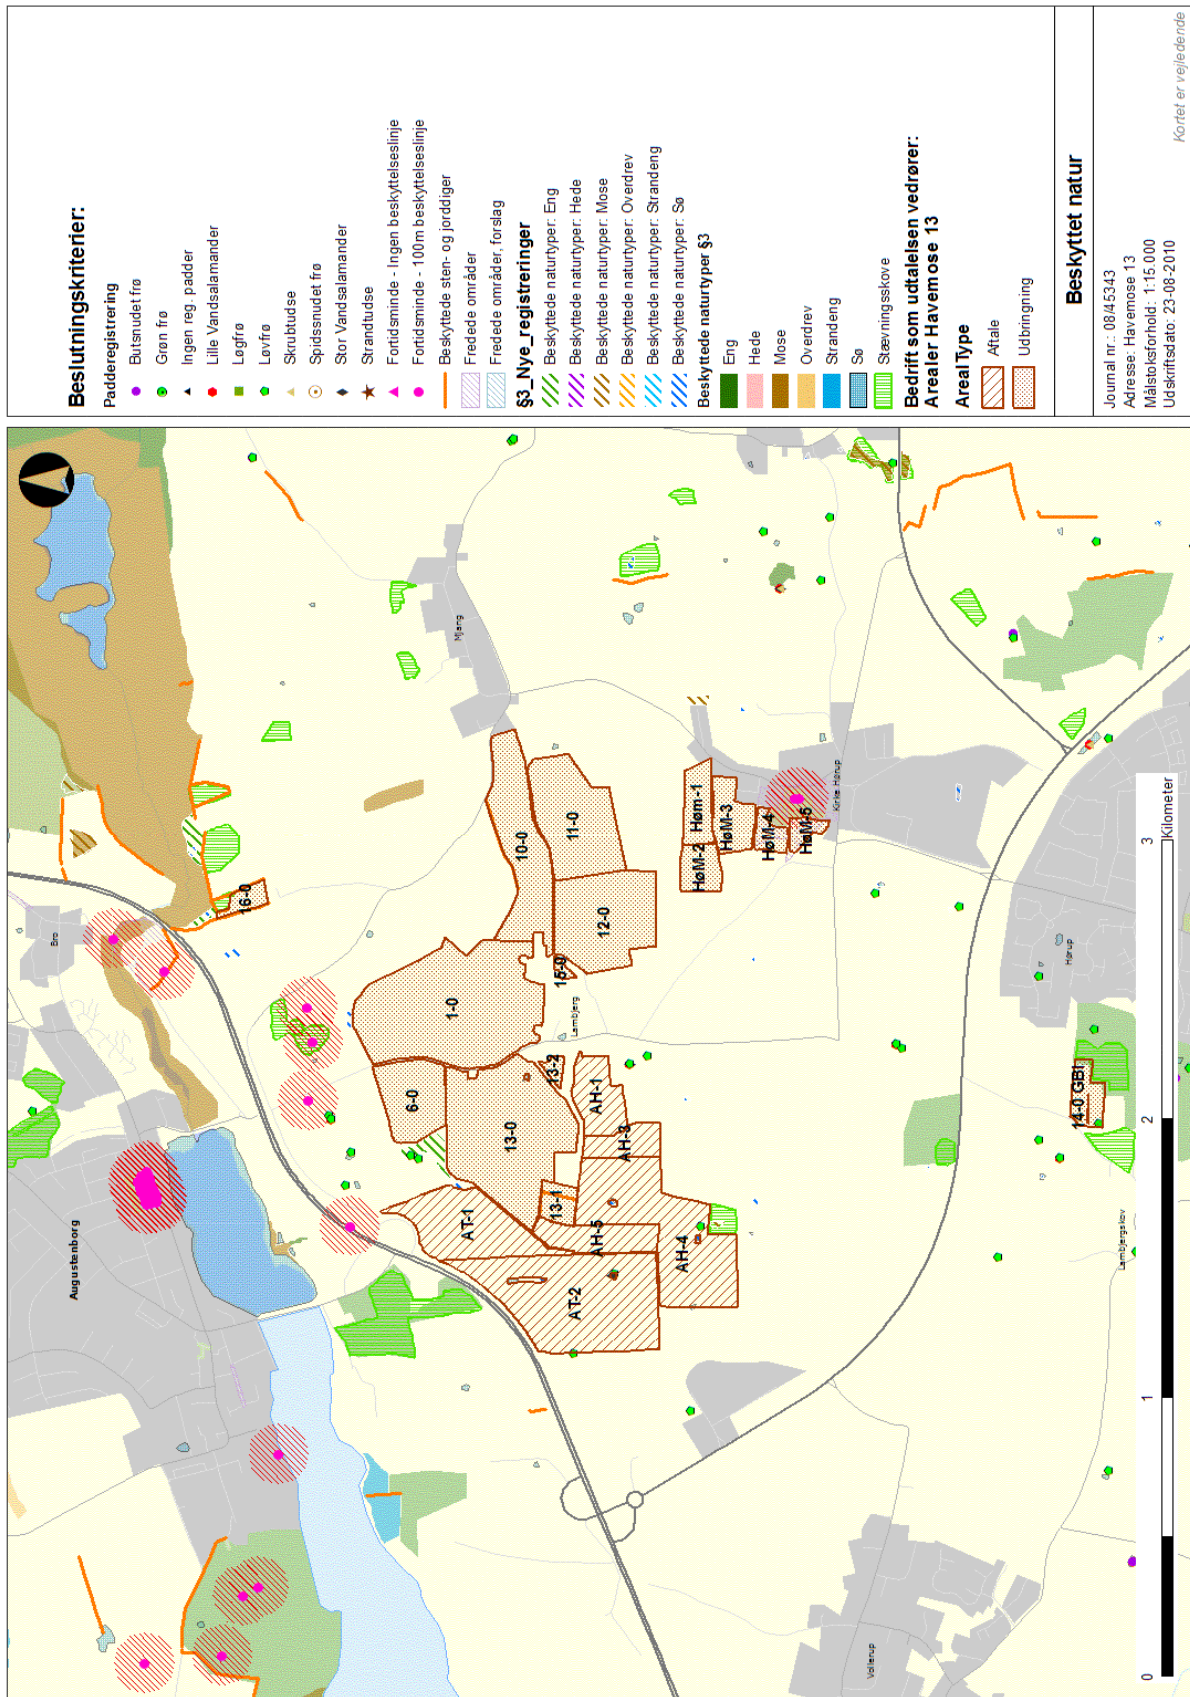 Beslutningskriterier:
Padderegistrering
Butsnudet frø
Grøn frø
Ingen reg. padder
Lille Vandsalamander
Løgfrø
Løvfrø
Skrubtudse
Spidssnudet frø
Stor Vandsalamander
Strandtudse
Fortidsminde - Ingen beskyttelseslinje
Fortidsminde - 100m beskyttelseslinje
Beskyttede sten- og jorddiger
Fredede områder
Fredede områder, forslag
§3_Nye_registreringer
Beskyttede naturtyper: Eng
Beskyttede naturtyper: Hede
Beskyttede naturtyper: Mose
Beskyttede naturtyper: Overdrev
Beskyttede naturtyper: Strandeng
Beskyttede naturtyper: Sø
Beskyttede naturtyper §3
Eng
Hede
Mose
Overdrev
Strandeng
Sø
Stævningsskove
Bedrift som udtalelsen vedrører:
Arealer Havemose 13
ArealType
Aftale
Udbringning
Beskyttet natur
Journal nr.: 08/45343
Adresse: Havemose 13
Målstoksforhold: 1:15.000
Udskriftsdato: 23-08-2010
Kortet er vejledende
Augustenborg
Bro
Mjang
Lambjerg
Kirke Hørup
Hørup
Lambjergskov
Vollerup
16-0
10-0
11-0
12-0
15-0
1-0
6-0
13-0
13-2
13-1
AT-1
AT-2
AH-1
AH-3
AH-5
AH-4
Høm-1
HøM-2
HøM-3
HøM-4
HøM-5
14-0 GBI
0
1
2
3
Kilometer